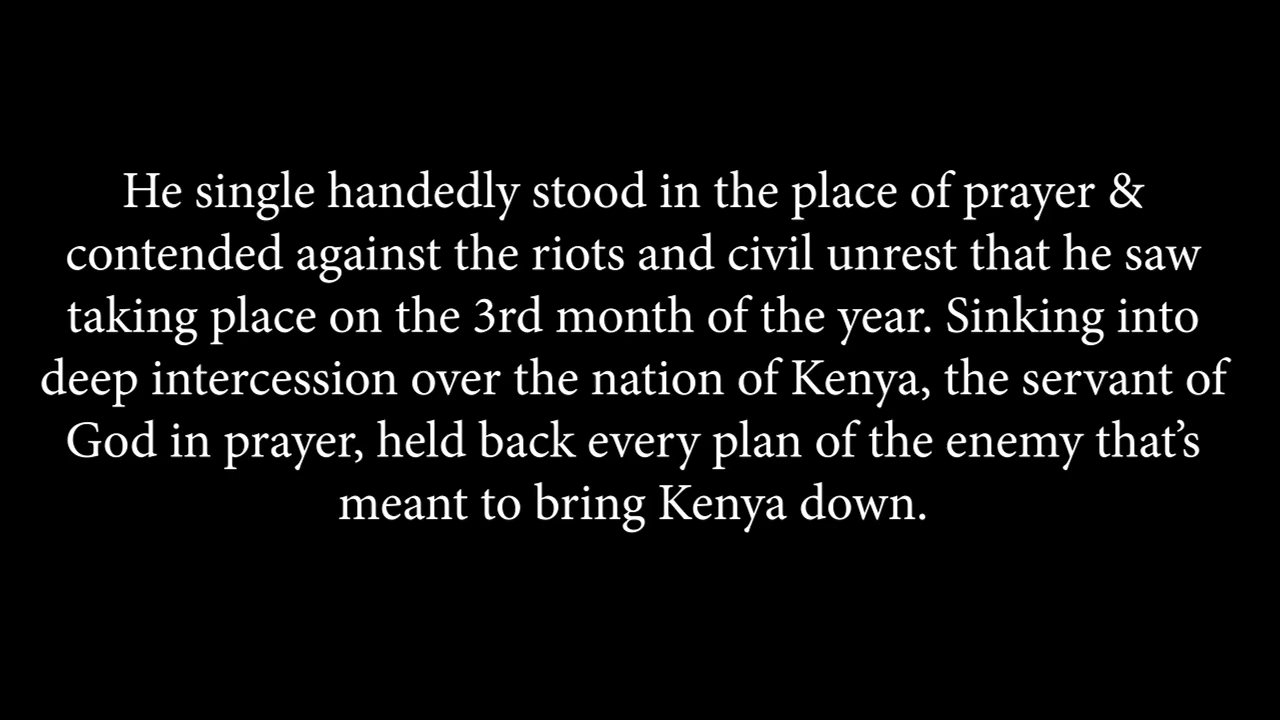 He single handedly stood in the place of prayer &
contended against the riots and civil unrest that he saw
taking place on the 3rd month of the year. Sinking into
deep intercession over the nation of Kenya, the servant of
God in prayer, held back every plan of the enemy that’s
meant to bring Kenya down.